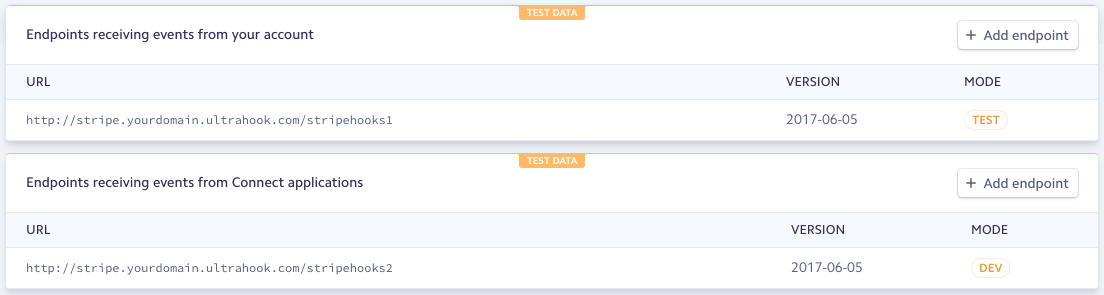 TEST DATA
Endpoints receiving events from your account
+ Add endpoint
URL VERSION MODE
http://stripe.yourdomain.ultrahook.com/stripehooks1 2017-06-05 TEST
TEST DATA
Endpoints receiving events from Connect applications
+ Add endpoint
URL VERSION MODE
http://stripe.yourdomain.ultrahook.com/stripehooks2 2017-06-05 DEV